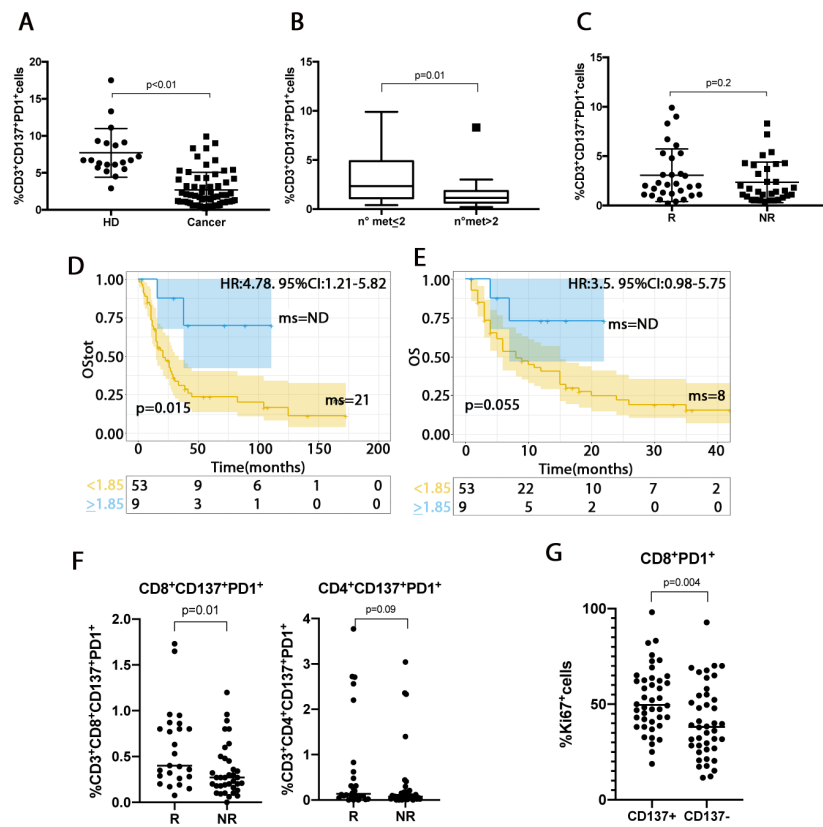 A
%CD3⁺CD137⁺PD1⁺cells
20
15
10
5
0
p<0.01
HD
Cancer
B
%CD3⁺CD137⁺PD1⁺cells
15
10
5
0
p=0.01
n° met≤2
n°met>2
C
%CD3⁺CD137⁺PD1⁺cells
15
10
5
0
p=0.2
R
NR
D
OStot
1.00
0.75
0.50
0.25
0.00
HR:4.78. 95%CI:1.21-5.82
ms=ND
ms=21
p=0.015
0 50 100 150 200
Time(months)
<1.85 53 9 6 1 0
≥1.85 9 3 1 0 0
E
OS
1.00
0.75
0.50
0.25
0.00
HR:3.5. 95%CI:0.98-5.75
ms=ND
ms=8
p=0.055
0 10 20 30 40
Time(months)
<1.85 53 22 10 7 2
≥1.85 9 5 2 0 0
F
CD8⁺CD137⁺PD1⁺
%CD3⁺CD8⁺CD137⁺PD1⁺
2.0
1.5
1.0
0.5
0.0
p=0.01
R
NR
CD4⁺CD137⁺PD1⁺
%CD3⁺CD4⁺CD137⁺PD1⁺
4
3
2
1
0
p=0.09
R
NR
G
CD8⁺PD1⁺
%Ki67⁺cells
100
50
0
p=0.004
CD137+
CD137-